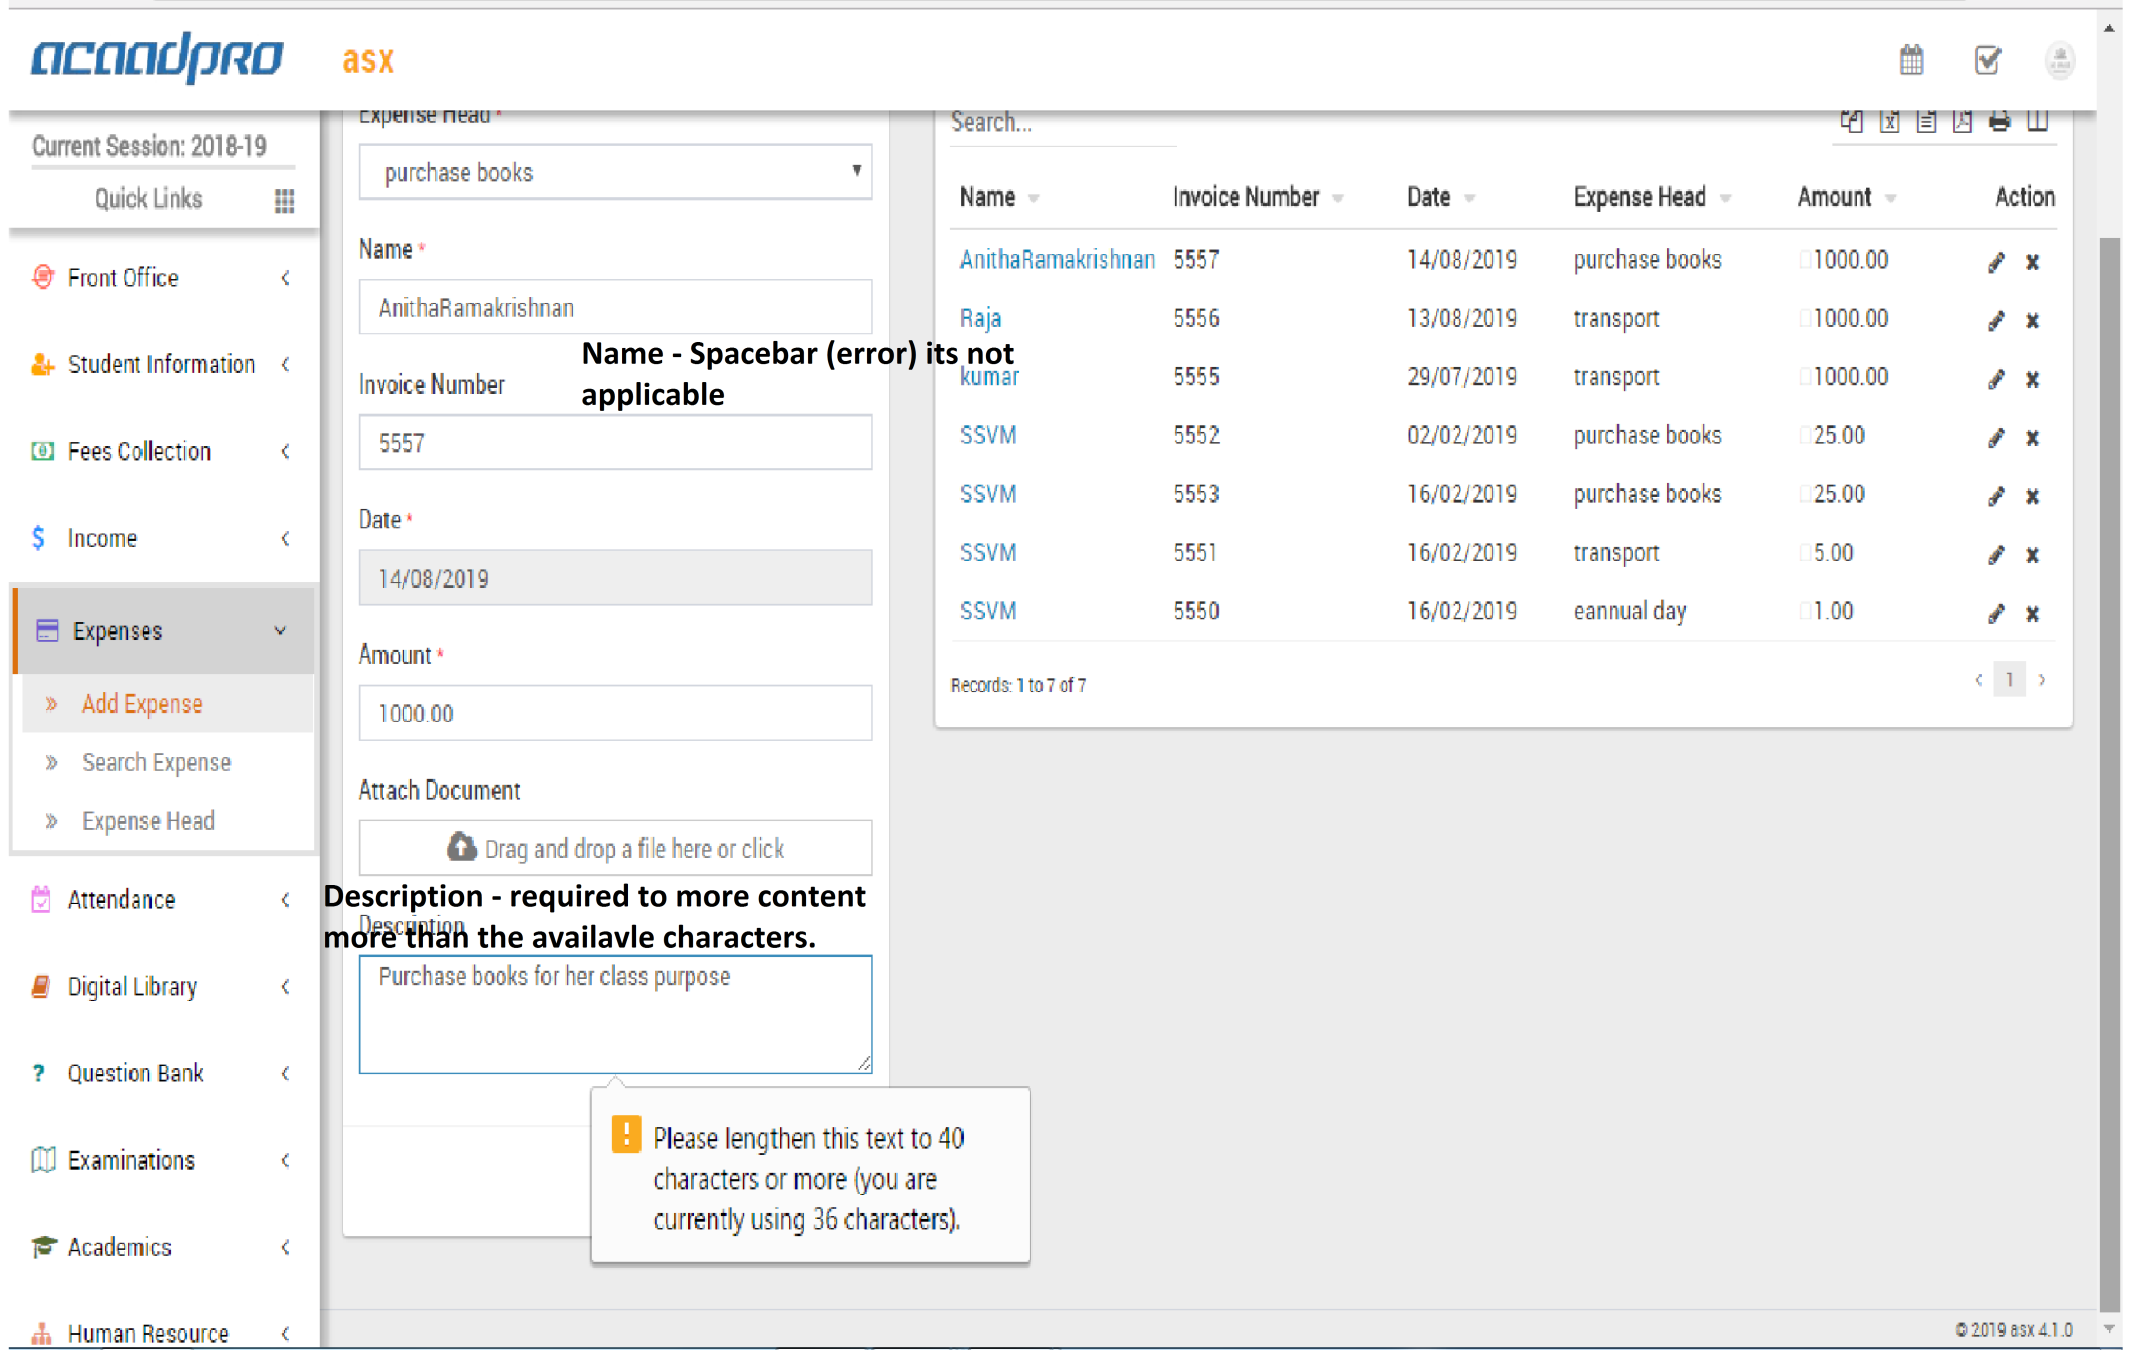 acaadpro
asx
Current Session: 2018-19
Quick Links
Front Office
Student Information
Fees Collection
Income
Expenses
Add Expense
Search Expense
Expense Head
Attendance
Digital Library
Question Bank
Examinations
Academics
Human Resource
Expense Head *
purchase books
Name *
AnithaRamakrishnan
Name - Spacebar (error) its not
applicable
Invoice Number
5557
Date *
14/08/2019
Amount *
1000.00
Attach Document
Drag and drop a file here or click
Description - required to more content
more than the availavle characters.
Description
Purchase books for her class purpose
Please lengthen this text to 40
characters or more (you are
currently using 36 characters).
Search...
Name Invoice Number Date Expense Head Amount Action
AnithaRamakrishnan 5557 14/08/2019 purchase books 1000.00
Raja 5556 13/08/2019 transport 1000.00
kumar 5555 29/07/2019 transport 1000.00
SSVM 5552 02/02/2019 purchase books 25.00
SSVM 5553 16/02/2019 purchase books 25.00
SSVM 5551 16/02/2019 transport 5.00
SSVM 5550 16/02/2019 eannual day 1.00
Records: 1 to 7 of 7
1
© 2019 asx 4.1.0